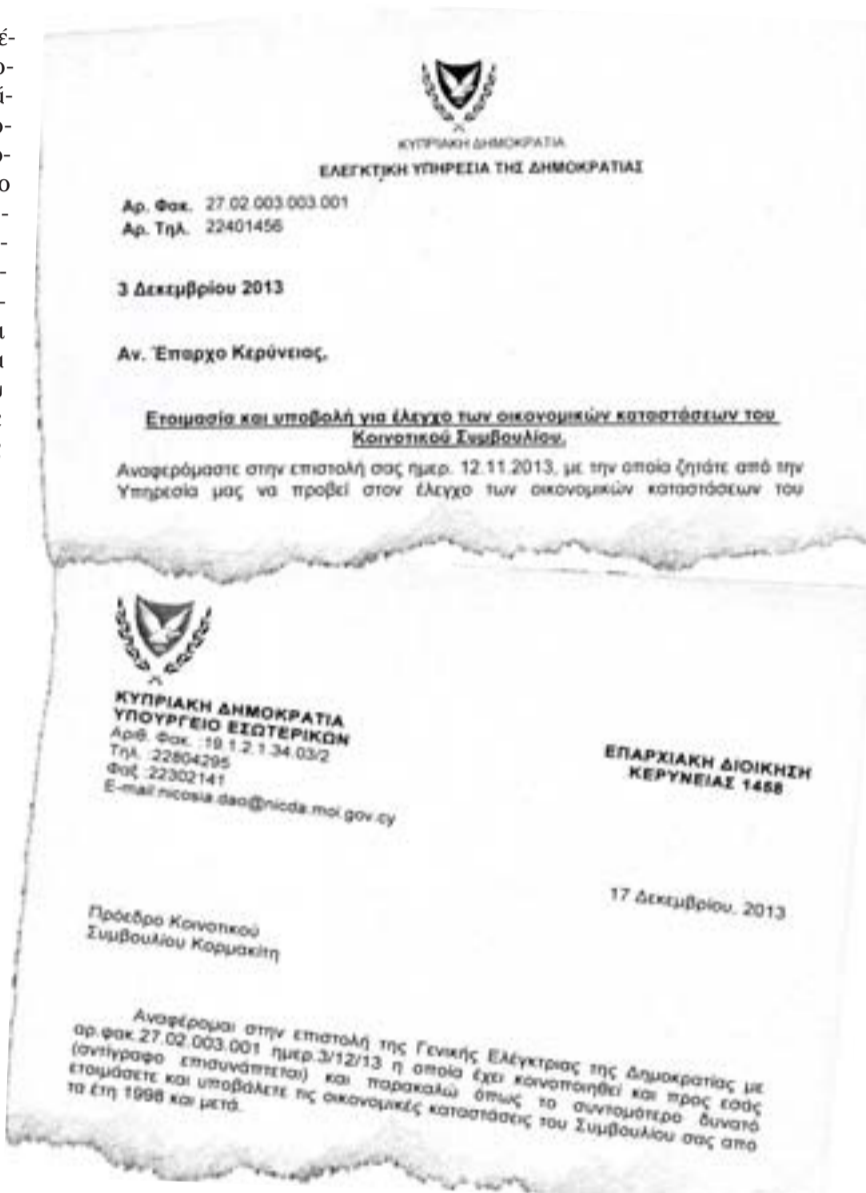 έ-
ο-
ο-
ο-
ο
-
-
-
-
ι
ΚΥΠΡΙΑΚΗ ΔΗΜΟΚΡΑΤΙΑ
ΕΛΕΓΚΤΙΚΗ ΥΠΗΡΕΣΙΑ ΤΗΣ ΔΗΜΟΚΡΑΤΙΑΣ
Αρ. Φακ. 27.02.003.003.001
Αρ. Τηλ. 22401456
3 Δεκεμβρίου 2013
Αν. Έπαρχο Κερύνειας,
Ετοιμασία και υποβολή για έλεγχο των οικονομικών καταστάσεων του
Κοινοτικού Συμβουλίου.
Αναφερόμαστε στην επιστολή σας ημερ. 12.11.2013, με την οποία ζητάτε από την
Υπηρεσία μας να προβεί στον έλεγχο των οικονομικών καταστάσεων του
ΚΥΠΡΙΑΚΗ ΔΗΜΟΚΡΑΤΙΑ
ΥΠΟΥΡΓΕΙΟ ΕΣΩΤΕΡΙΚΩΝ
Αριθ. Φακ. :19.1.2.1.34.03/2
Τηλ. :22804295
Φαξ :22302141
E-mail:nicosia.dao@nicda.moi.gov.cy
ΕΠΑΡΧΙΑΚΗ ΔΙΟΙΚΗΣΗ
ΚΕΡΥΝΕΙΑΣ 1458
17 Δεκεμβρίου, 2013
Πρόεδρο Κοινοτικού
Συμβουλίου Κορμακίτη
Αναφέρομαι στην επιστολή της Γενικής Ελέγκτριας της Δημοκρατίας με
αρ.φακ.27.02.003.001 ημερ.3/12/13 η οποία έχει κοινοποιηθεί και προς εσάς
(αντίγραφο επισυνάπτεται) και παρακαλώ όπως το συντομότερο δυνατό
ετοιμάσετε και υποβάλετε τις οικονομικές καταστάσεις του Συμβουλίου σας από
τα έτη 1998 και μετά.